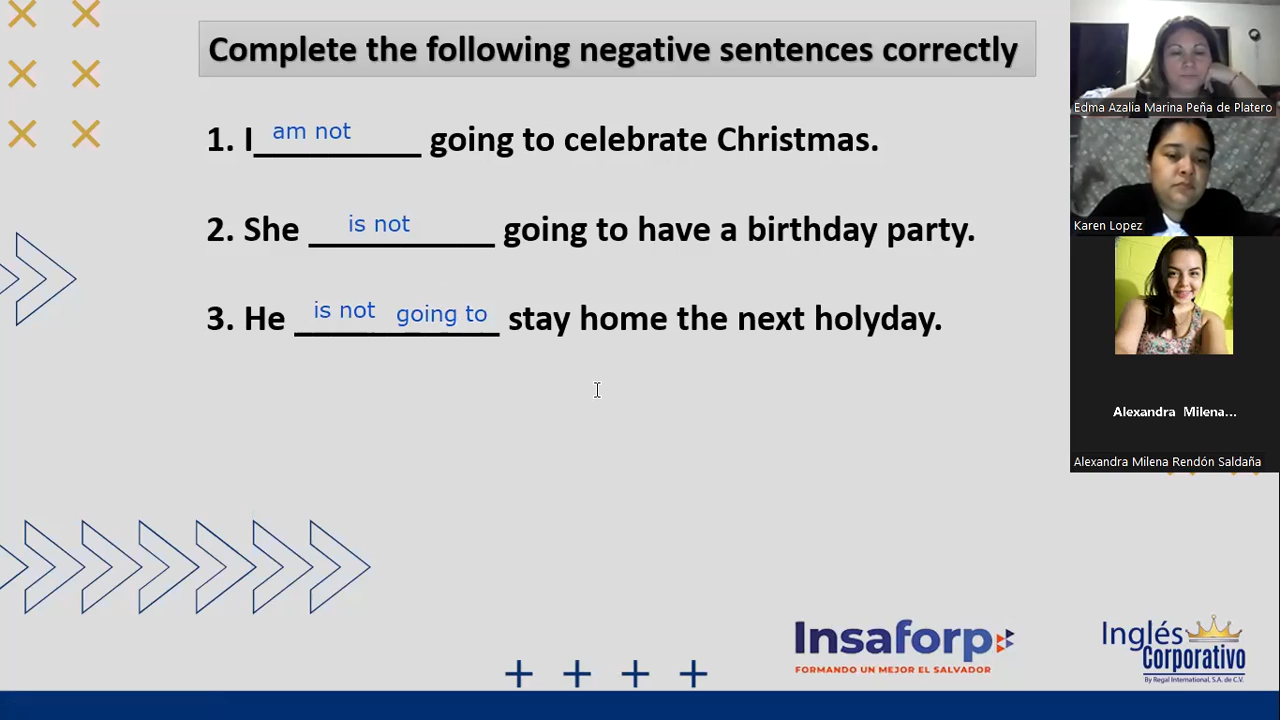 Complete the following negative sentences correctly
1. I am not going to celebrate Christmas.
2. She is not going to have a birthday party.
3. He is not going to stay home the next holyday.
Edma Azalia Marina Peña de Platero
Karen Lopez
Alexandra Milena...
Alexandra Milena Rendón Saldaña
Insaforp
FORMANDO UN MEJOR EL SALVADOR
Inglés
Corporativo
By Regal International, S.A. de C.V.